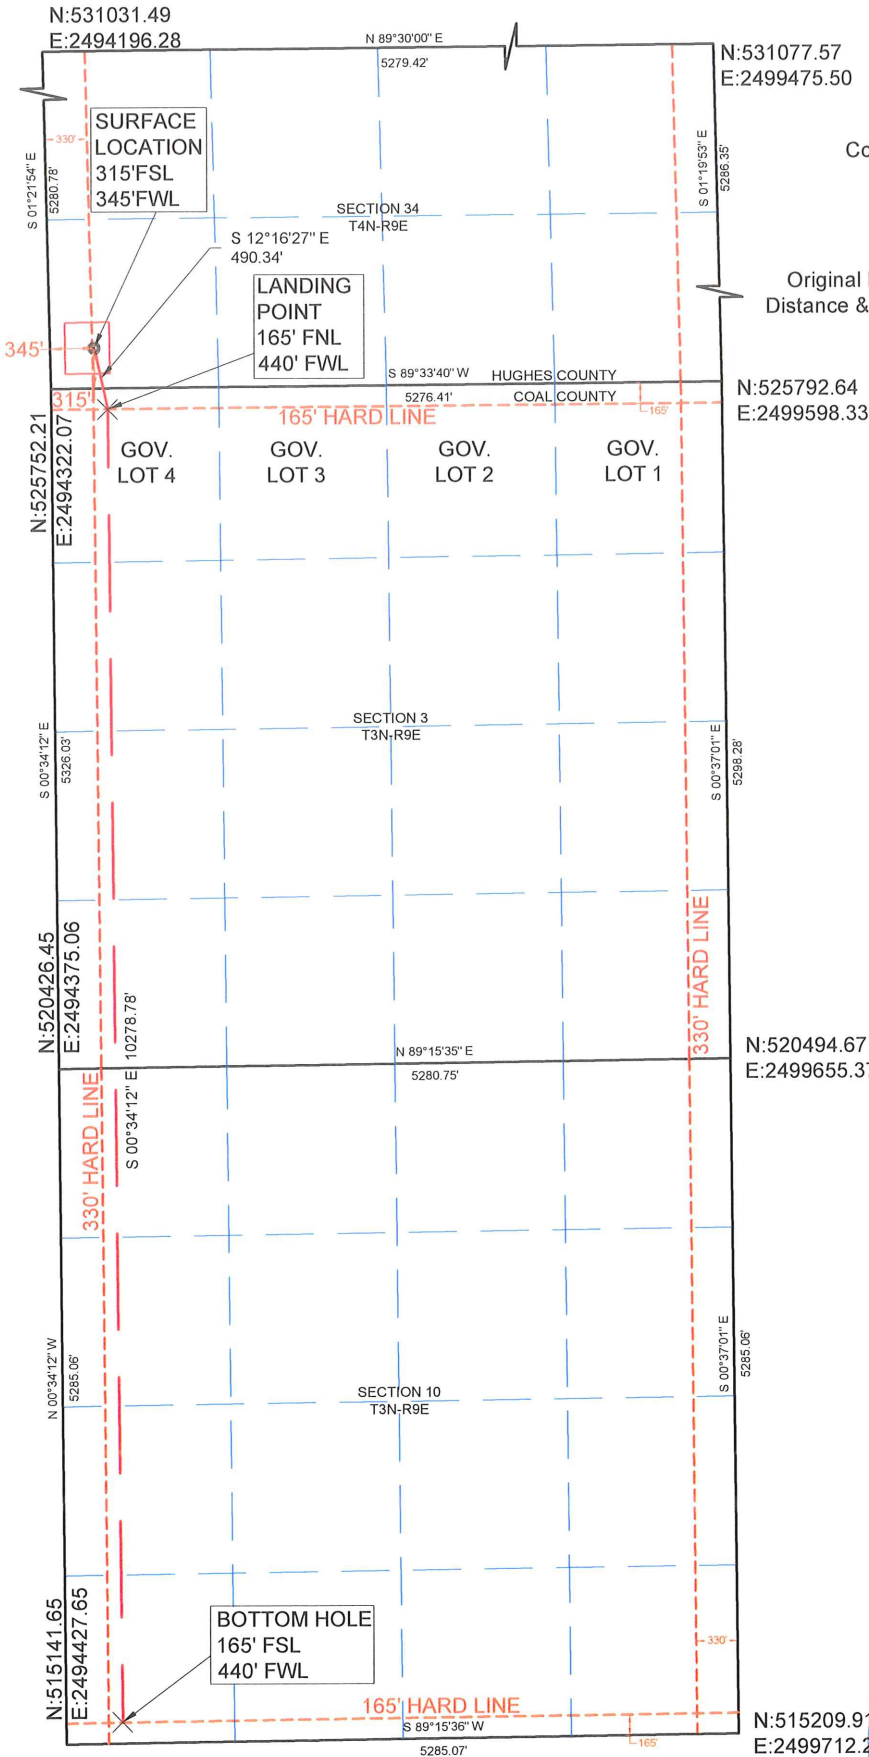 N:531031.49
E:2494196.28
N 89°30'00" E
5279.42'
N:531077.57
E:2499475.50
SURFACE
LOCATION
315'FSL
345'FWL
330'
S 01°21'54" E
5280.78'
S 01°19'53" E
5286.35'
Co
SECTION 34
T4N-R9E
S 12°16'27" E
490.34'
LANDING
POINT
165' FNL
440' FWL
Original
Distance &
345'
315'
S 89°33'40" W
5276.41'
HUGHES COUNTY
COAL COUNTY
N:525792.64
E:2499598.33
165' HARD LINE
165'
N:525752.21
E:2494322.07
GOV.
LOT 4
GOV.
LOT 3
GOV.
LOT 2
GOV.
LOT 1
SECTION 3
T3N-R9E
S 00°34'12" E
5326.03'
S 00°37'01" E
5298.28'
N:520426.45
E:2494375.06
330' HARD LINE
S 00°34'12" E 10278.78'
N 89°15'35" E
5280.75'
N:520494.67
E:2499655.37
330' HARD LINE
N 00°34'12" W
5285.06'
SECTION 10
T3N-R9E
S 00°37'01" E
5285.06'
N:515141.65
E:2494427.65
BOTTOM HOLE
165' FSL
440' FWL
330'
165' HARD LINE
S 89°15'36" W
5285.07'
165'
N:515209.91
E:2499712.2